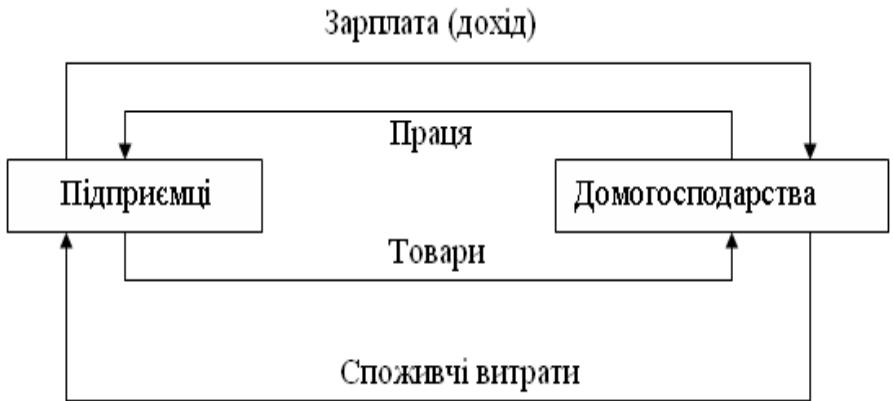 Зарплата (дохід)
Праця
Підприємці
Домогосподарства
Товари
Споживчі витрати